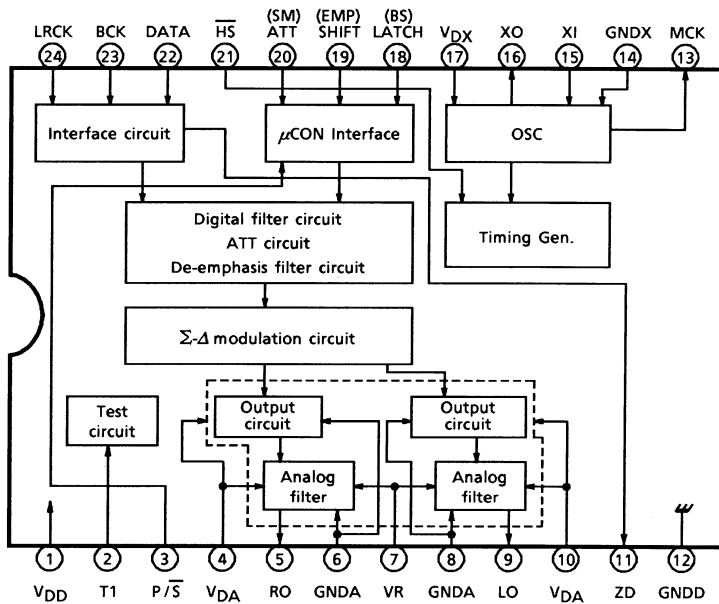 (SM) (EMP) (BS)
LRCK BCK DATA H̅S̅ ATT SHIFT LATCH VDX XO XI GNDX MCK
24 23 22 21 20 19 18 17 16 15 14 13
Interface circuit
μCON Interface
OSC
Digital filter circuit
ATT circuit
De-emphasis filter circuit
Timing Gen.
Σ-Δ modulation circuit
Test
circuit
Output
circuit
Output
circuit
Analog
filter
Analog
filter
1 2 3 4 5 6 7 8 9 10 11 12
VDD T1 P/S̅ VDA RO GNDA VR GNDA LO VDA ZD GNDD